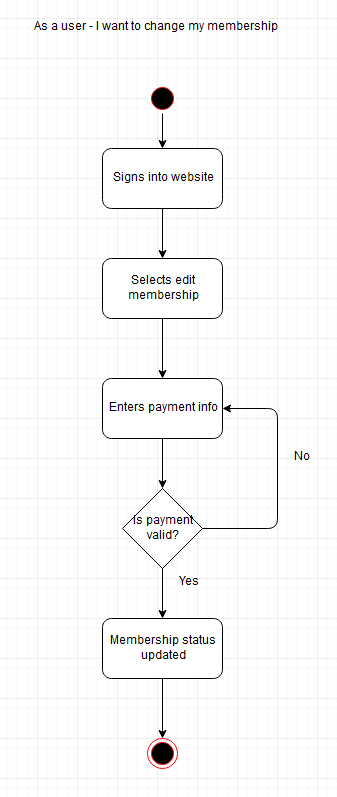 As a user - I want to change my membership
Signs into website
Selects edit
membership
Enters payment info
No
Is payment
valid?
Yes
Membership status
updated